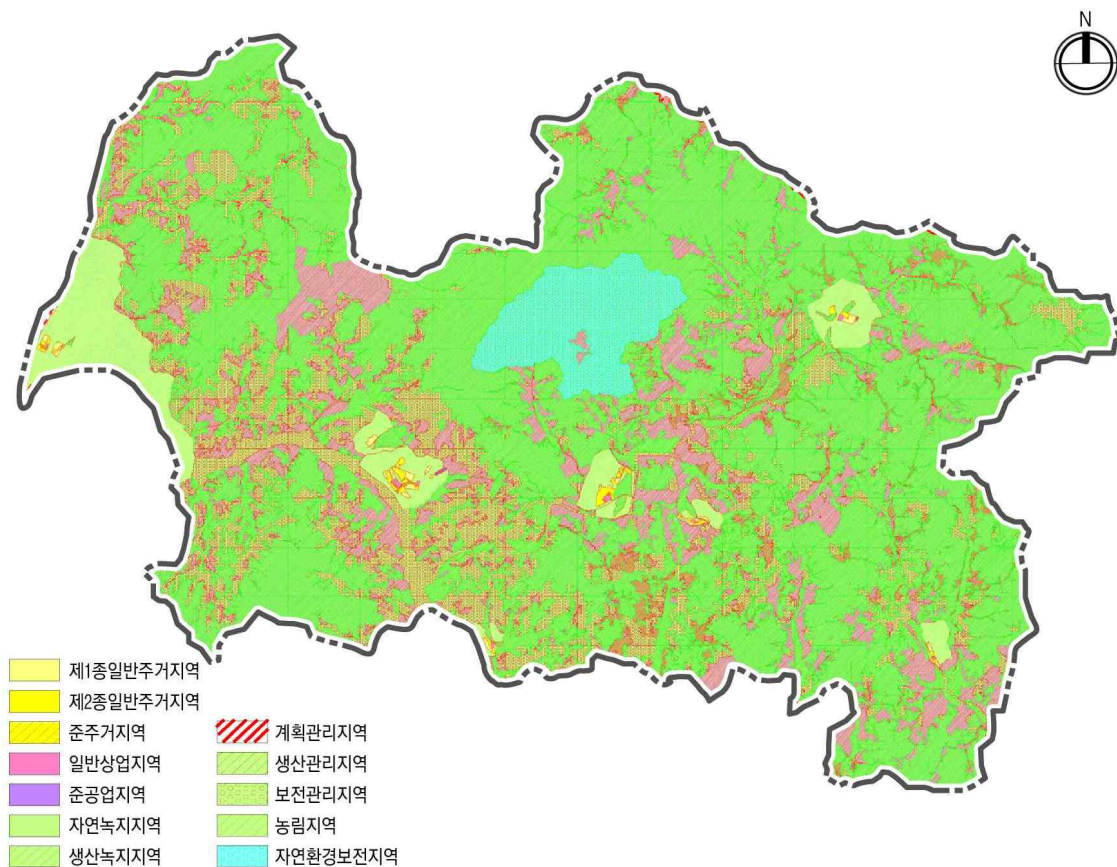 N
제1종일반주거지역
제2종일반주거지역
준주거지역
일반상업지역
준공업지역
자연녹지지역
생산녹지지역
계획관리지역
생산관리지역
보전관리지역
농림지역
자연환경보전지역